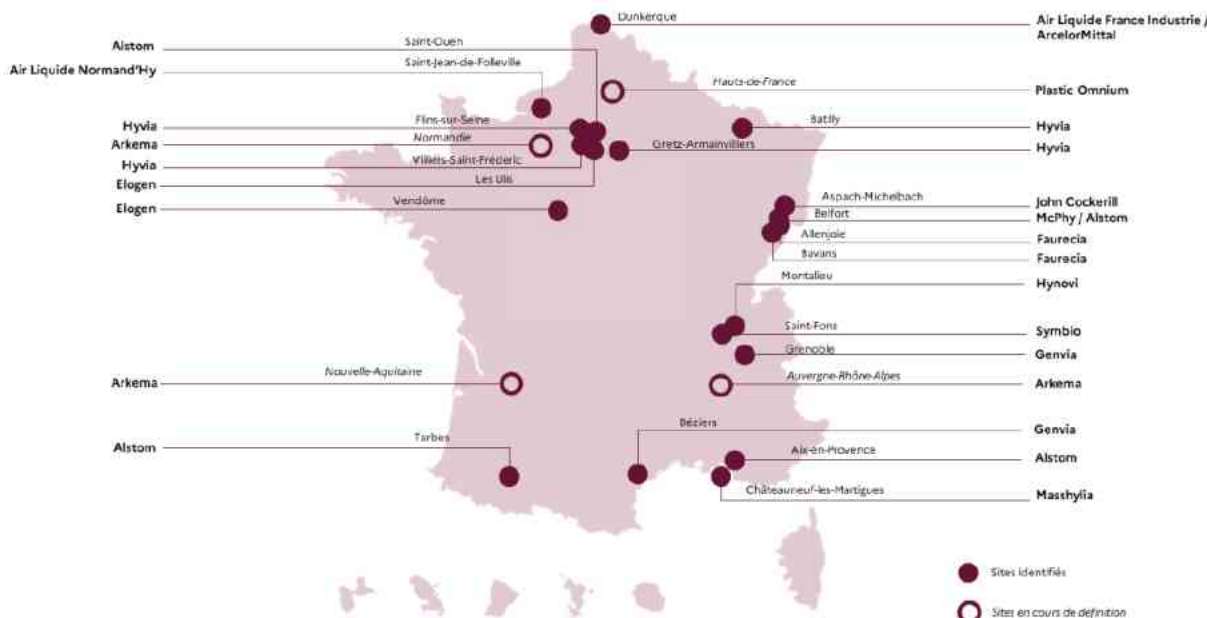 Dunkerque
Air Liquide France Industrie /
ArcelorMittal
Alstom
Saint-Ouen
Air Liquide Normand'Hy
Saint-Jean-de-Folleville
Hauts-de-France
Plastic Omnium
Hyvia
Flins-sur-Seine
Batilly
Hyvia
Arkema
Normandie
Gretz-Armainvilliers
Hyvia
Hyvia
Villiers-Saint-Fréderic
Elogen
Les Ulis
Elogen
Vendôme
Aspach-Michelbach
John Cockerill
Belfort
McPhy / Alstom
Allenjoie
Faurecia
Bavans
Faurecia
Montalieu
Hynovi
Saint-Fons
Symbio
Grenoble
Genvia
Arkema
Nouvelle-Aquitaine
Auvergne-Rhône-Alpes
Arkema
Alstom
Tarbes
Béziers
Genvia
Aix-en-Provence
Alstom
Châteauneuf-les-Martigues
Masshylia
Sites identifiés
Sites en cours de définition